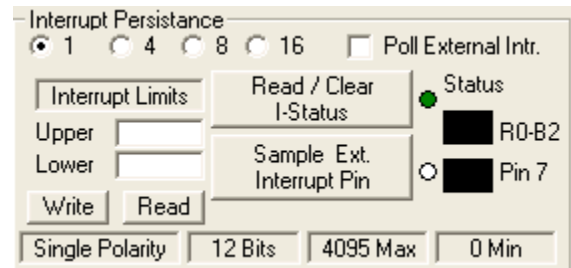 Interrupt Persistance
1 4 8 16 Poll External Intr.
Interrupt Limits
Read / Clear
I-Status
Status
Upper
R0-B2
Lower
Sample Ext.
Interrupt Pin
Pin 7
Write Read
Single Polarity 12 Bits 4095 Max 0 Min